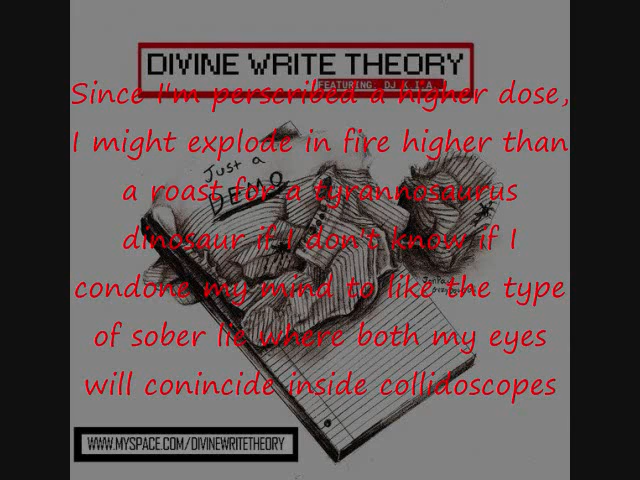 DIVINE WRITE THEORY
FEATURING DJ K.I.A.
Since I'm perscribed a higher dose,
I might explode in fire higher than
Just a
a roast for a tyrannosaurus
DEMO
dinosaur if I don't know if I
condone my mind to like the type
of sober lie where both my eyes
will conincide inside collidoscopes
WWW.MYSPACE.COM/DIVINEWRITETHEORY